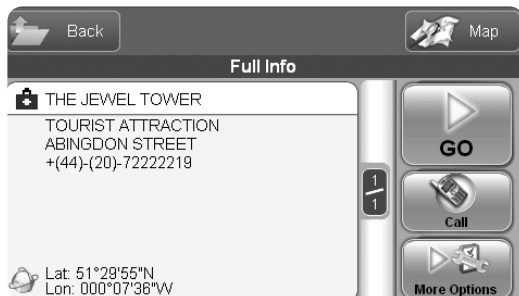 Back
Map
Full Info
THE JEWEL TOWER
TOURIST ATTRACTION
ABINGDON STREET
+(44)-(20)-72222219
GO
1
1
Call
Lat: 51°29'55"N
Lon: 000°07'36"W
More Options